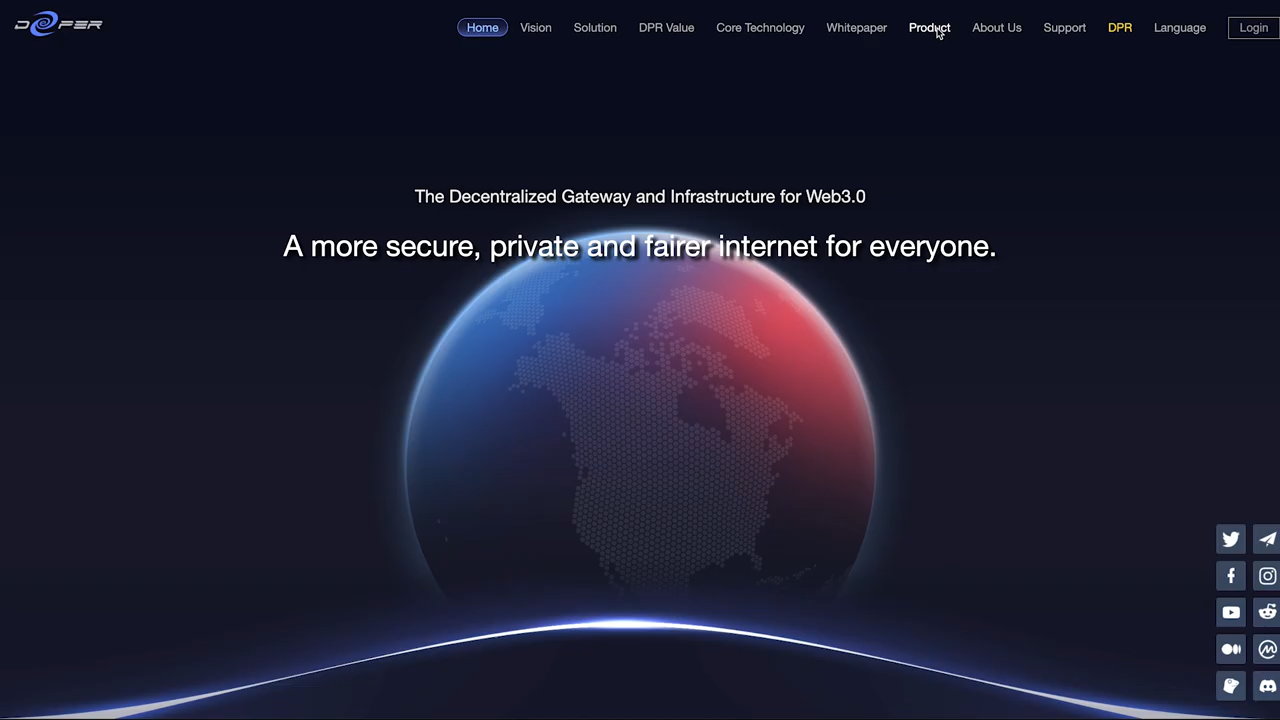 DEEPER
Home Vision Solution DPR Value Core Technology Whitepaper Product About Us Support DPR Language Login
The Decentralized Gateway and Infrastructure for Web3.0
A more secure, private and fairer internet for everyone.